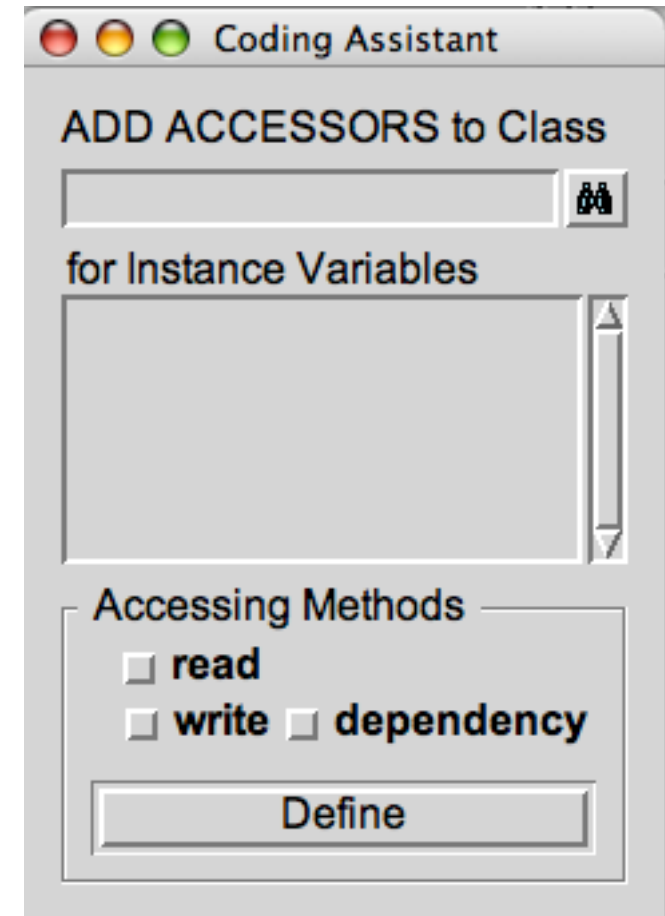 Coding Assistant
ADD ACCESSORS to Class
for Instance Variables
Accessing Methods
read
write dependency
Define